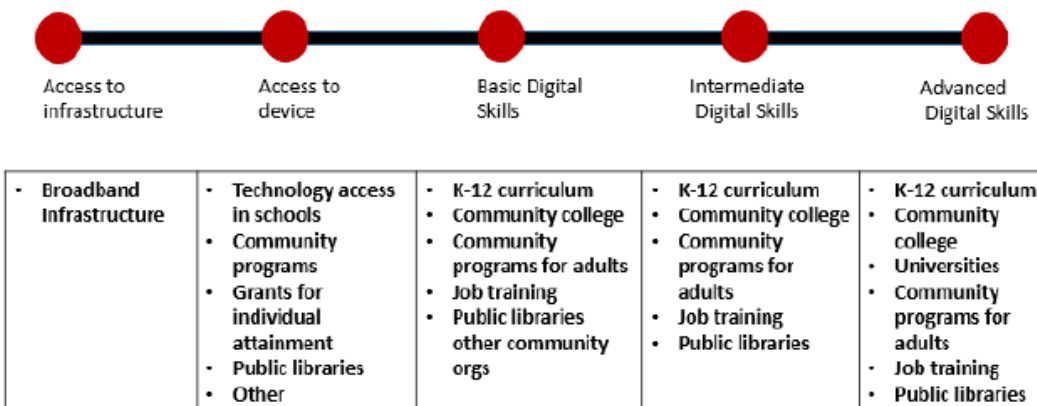 Access to
infrastructure
Access to
device
Basic Digital
Skills
Intermediate
Digital Skills
Advanced
Digital Skills
• Broadband
Infrastructure
• Technology access
in schools
• Community
programs
• Grants for
individual
attainment
• Public libraries
• Other
• K-12 curriculum
• Community college
• Community
programs for adults
• Job training
• Public libraries
other community
orgs
• K-12 curriculum
• Community college
• Community
programs for
adults
• Job training
• Public libraries
• K-12 curriculum
• Community
college
• Universities
• Community
programs for
adults
• Job training
• Public libraries